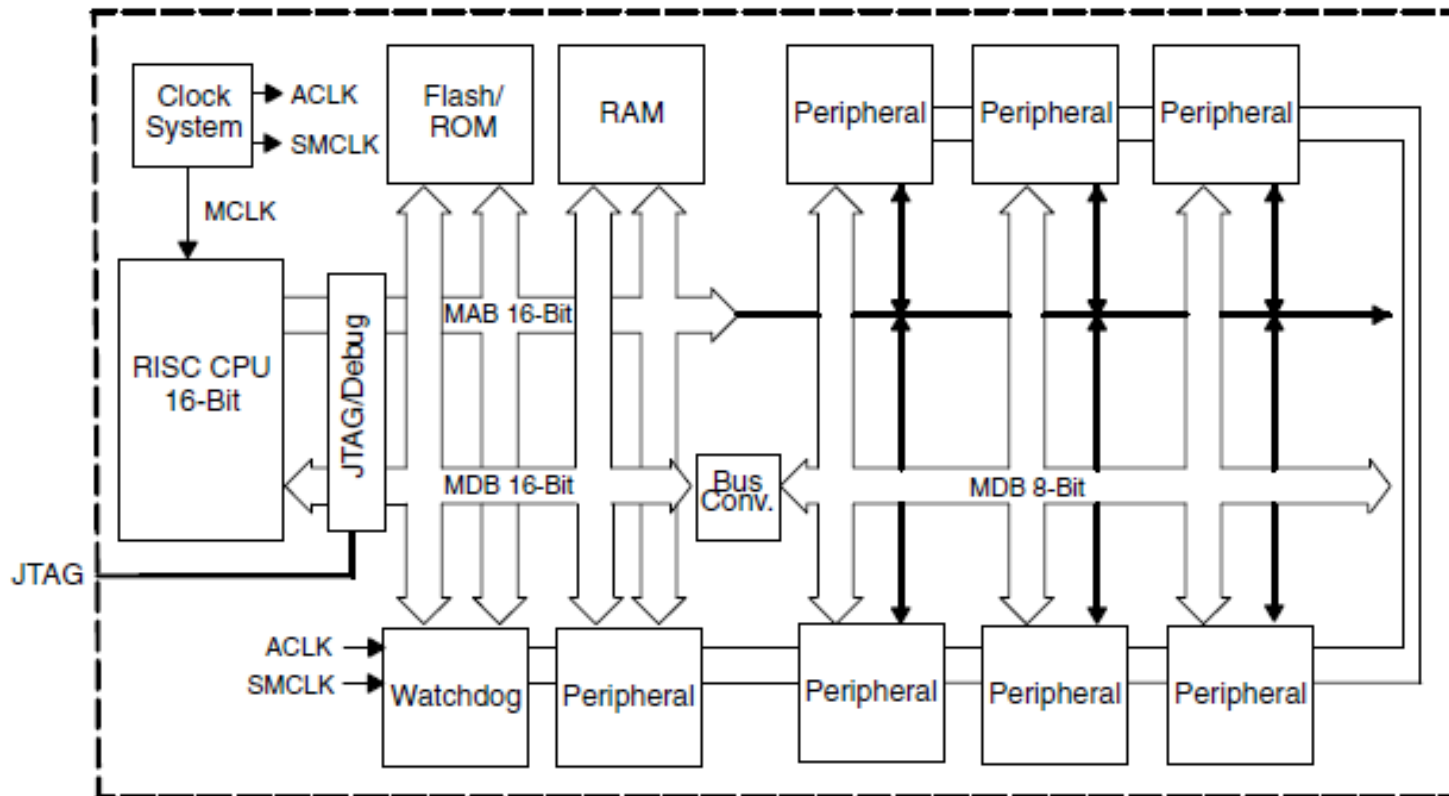 Clock
System
ACLK
SMCLK
MCLK
Flash/
ROM
RAM
Peripheral
Peripheral
Peripheral
RISC CPU
16-Bit
JTAG/Debug
MAB 16-Bit
MDB 16-Bit
Bus
Conv.
MDB 8-Bit
JTAG
ACLK
SMCLK
Watchdog
Peripheral
Peripheral
Peripheral
Peripheral